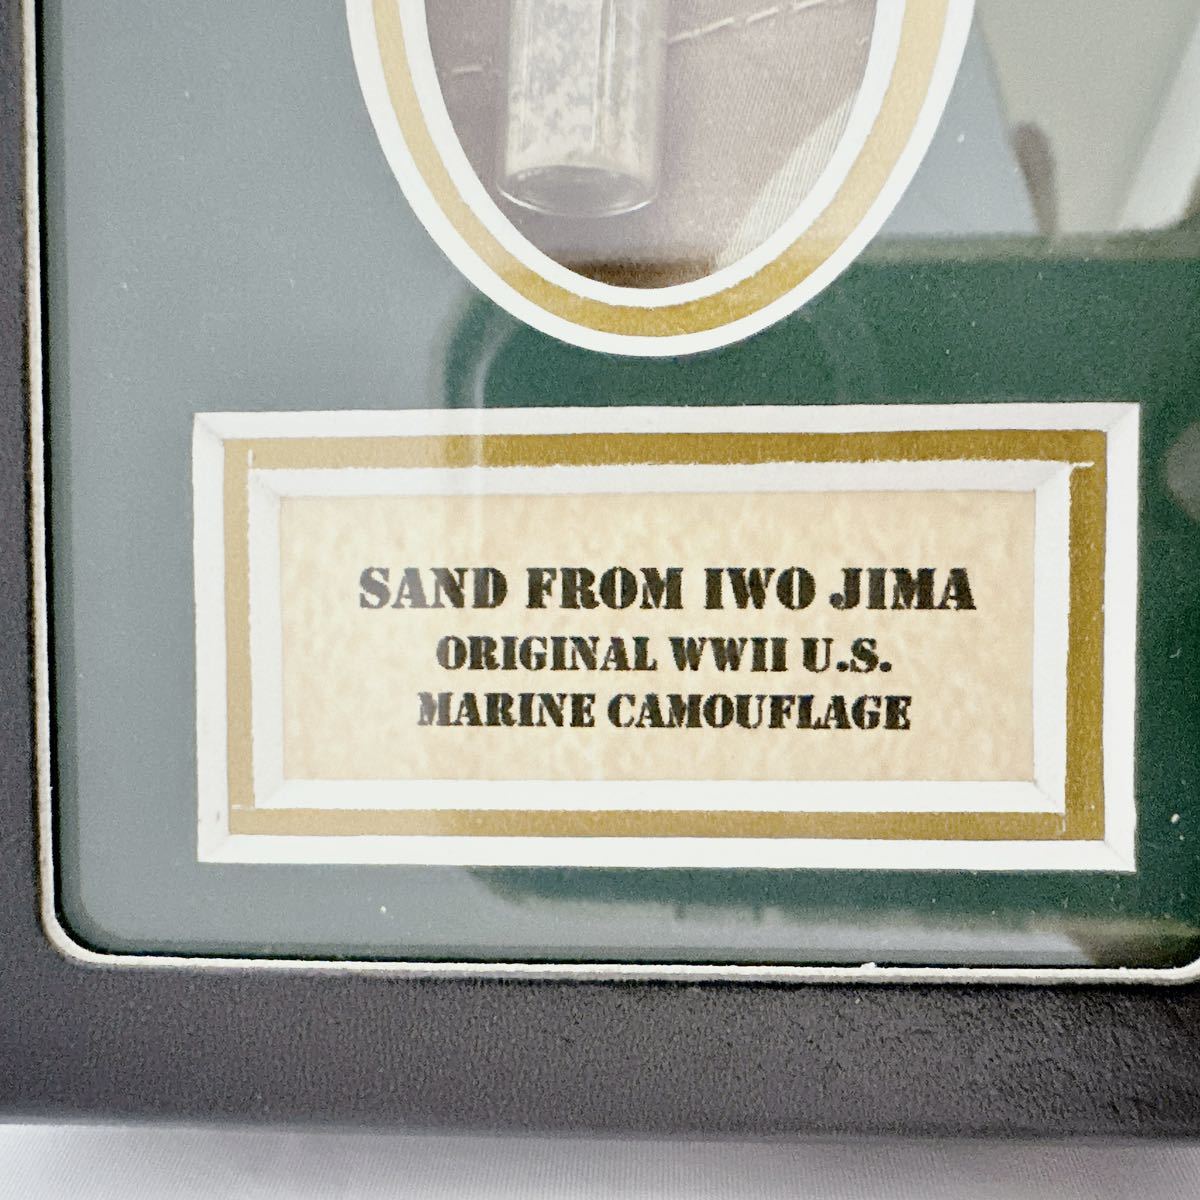 SAND FROM IWO JIMA
ORIGINAL WWII U.S.
MARINE CAMOUFLAGE